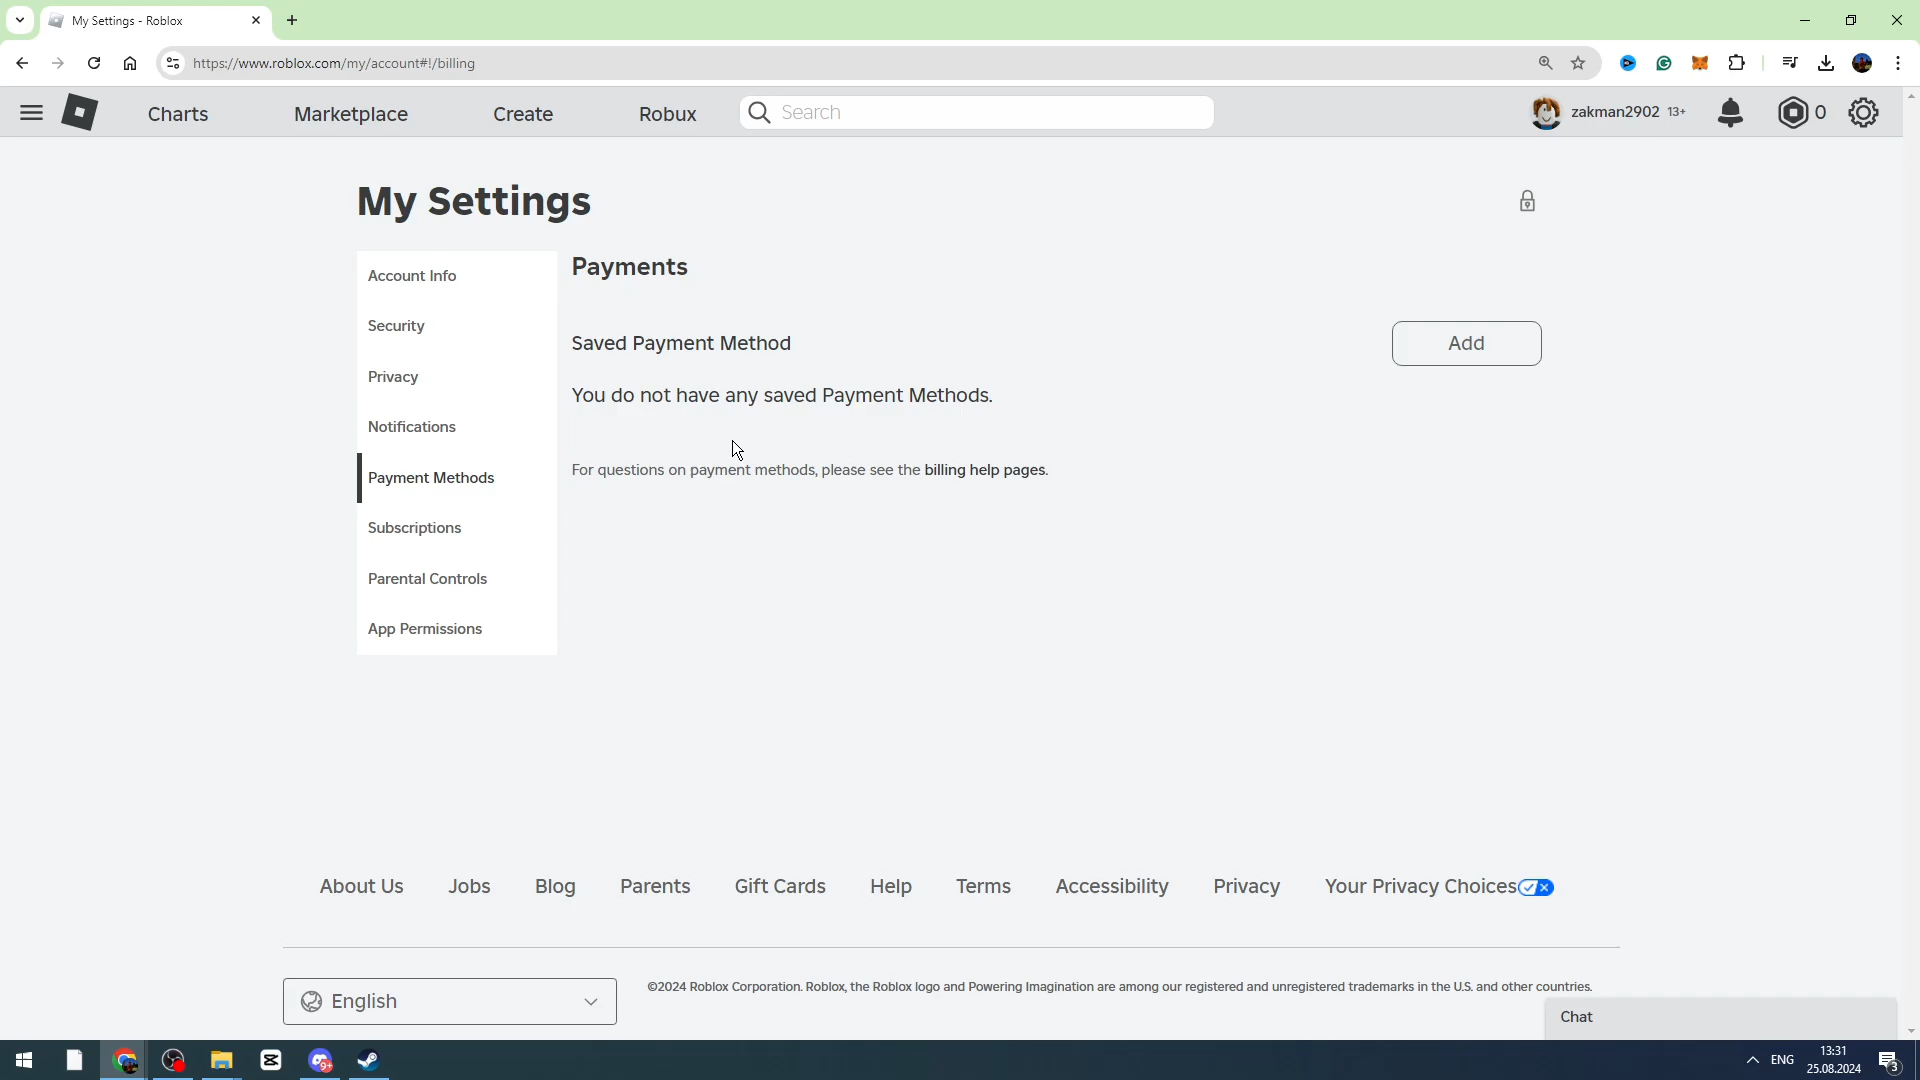 My Settings - Roblox
https://www.roblox.com/my/account#!/billing
Charts
Marketplace
Create
Robux
Search
zakman2902 13+
0
My Settings
Account Info
Security
Privacy
Notifications
Payment Methods
Subscriptions
Parental Controls
App Permissions
Payments
Saved Payment Method
Add
You do not have any saved Payment Methods.
For questions on payment methods, please see the billing help pages.
About Us
Jobs
Blog
Parents
Gift Cards
Help
Terms
Accessibility
Privacy
Your Privacy Choices
English
©2024 Roblox Corporation. Roblox, the Roblox logo and Powering Imagination are among our registered and unregistered trademarks in the U.S. and other countries.
Chat
9+
ENG
13:31
25.08.2024
3